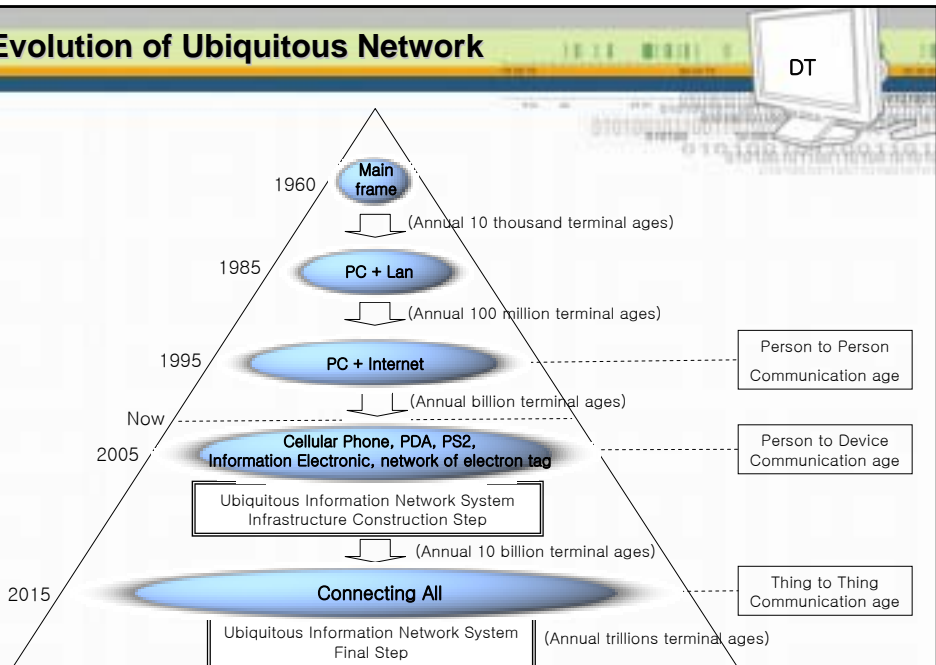 Evolution of Ubiquitous Network
DT
1960
Main
frame
(Annual 10 thousand terminal ages)
1985
PC + Lan
(Annual 100 million terminal ages)
1995
PC + Internet
Person to Person
Communication age
(Annual billion terminal ages)
Now
2005
Cellular Phone, PDA, PS2,
Information Electronic, network of electron tag
Person to Device
Communication age
Ubiquitous Information Network System
Infrastructure Construction Step
(Annual 10 billion terminal ages)
2015
Connecting All
Thing to Thing
Communication age
Ubiquitous Information Network System
Final Step
(Annual trillions terminal ages)